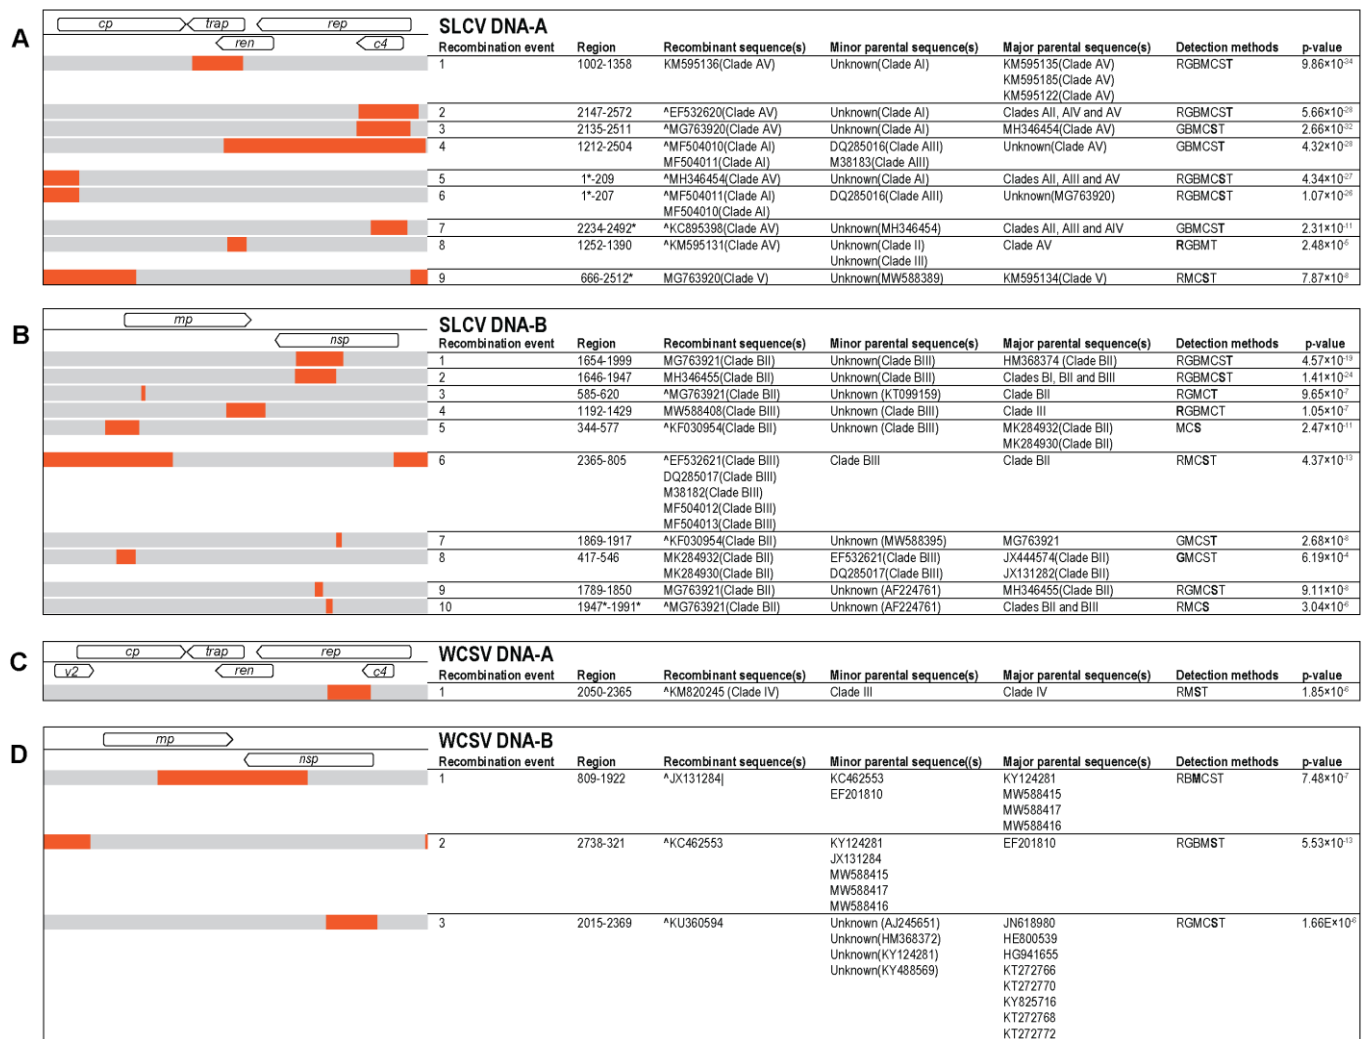 A
cp trap rep
ren c4
SLCV DNA-A
Recombination event Region Recombinant sequence(s) Minor parental sequence(s) Major parental sequence(s) Detection methods p-value
1 1002-1358 KM595136(Clade AV) Unknown(Clade AI) KM595135(Clade AV) RGBMCST 9.86×10⁻³⁴
KM595185(Clade AV)
KM595122(Clade AV)
2 2147-2572 ^EF532620(Clade AV) Unknown(Clade AI) Clades AII, AIV and AV RGBMCST 5.66×10⁻²⁸
3 2135-2511 ^MG763920(Clade AV) Unknown(Clade AI) MH346454(Clade AV) GBMCST 2.66×10⁻³²
4 1212-2504 ^MF504010(Clade AI) DQ285016(Clade AIII) Unknown(Clade AV) GBMCST 4.32×10⁻²⁸
MF504011(Clade AI) M38183(Clade AIII)
5 1*-209 ^MH346454(Clade AV) Unknown(Clade AI) Clades AII, AIII and AV RGBMCST 4.34×10⁻²⁷
6 1*-207 ^MF504011(Clade AI) DQ285016(Clade AIII) Unknown(MG763920) RGBMCST 1.07×10⁻²⁶
MF504010(Clade AI)
7 2234-2492* ^KC895398(Clade AV) Unknown(MH346454) Clades AII, AIII and AIV GBMCST 2.31×10⁻¹¹
8 1252-1390 ^KM595131(Clade AV) Unknown(Clade II) Clade AV RGBMT 2.48×10⁻⁵
Unknown(Clade III)
9 666-2512* MG763920(Clade V) Unknown(MW588389) KM595134(Clade V) RMCST 7.87×10⁻⁸
B
mp
nsp
SLCV DNA-B
Recombination event Region Recombinant sequence(s) Minor parental sequence(s) Major parental sequence(s) Detection methods p-value
1 1654-1999 MG763921(Clade BII) Unknown(Clade BIII) HM368374 (Clade BII) RGBMCST 4.57×10⁻¹⁹
2 1646-1947 MH346455(Clade BII) Unknown(Clade BIII) Clades BI, BII and BIII RGBMCST 1.41×10⁻²⁴
3 585-620 ^MG763921(Clade BII) Unknown (KT099159) Clade BII RGMCT 9.65×10⁻⁷
4 1192-1429 MW588408(Clade BIII) Unknown (Clade BIII) Clade III RGBMCT 1.05×10⁻⁷
5 344-577 ^KF030954(Clade BII) Unknown (Clade BIII) MK284932(Clade BII) MCS 2.47×10⁻¹¹
MK284930(Clade BII)
6 2365-805 ^EF532621(Clade BIII) Clade BIII Clade BII RMCST 4.37×10⁻¹³
DQ285017(Clade BIII)
M38182(Clade BIII)
MF504012(Clade BIII)
MF504013(Clade BIII)
7 1869-1917 ^KF030954(Clade BII) Unknown (MW588395) MG763921 GMCST 2.68×10⁻⁸
8 417-546 MK284932(Clade BII) EF532621(Clade BIII) JX444574(Clade BII) GMCST 6.19×10⁻⁴
MK284930(Clade BII) DQ285017(Clade BIII) JX131282(Clade BII)
9 1789-1850 MG763921(Clade BII) Unknown (AF224761) MH346455(Clade BII) RGMCST 9.11×10⁻⁸
10 1947*-1991* ^MG763921(Clade BII) Unknown (AF224761) Clades BII and BIII RMCS 3.04×10⁻⁶
C
cp trap rep
v2 ren c4
WCSV DNA-A
Recombination event Region Recombinant sequence(s) Minor parental sequence(s) Major parental sequence(s) Detection methods p-value
1 2050-2365 ^KM820245 (Clade IV) Clade III Clade IV RMST 1.85×10⁻⁶
D
mp
nsp
WCSV DNA-B
Recombination event Region Recombinant sequence(s) Minor parental sequence((s) Major parental sequence(s) Detection methods p-value
1 809-1922 ^JX131284| KC462553 KY124281 RBMCST 7.48×10⁻⁷
EF201810 MW588415
MW588417
MW588416
2 2738-321 ^KC462553 KY124281 EF201810 RGBMST 5.53×10⁻¹³
JX131284
MW588415
MW588417
MW588416
3 2015-2369 ^KU360594 Unknown (AJ245651) JN618980 RGMCST 1.66E×10⁻⁶
Unknown(HM368372) HE800539
Unknown(KY124281) HG941655
Unknown(KY488569) KT272766
KT272770
KY825716
KT272768
KT272772